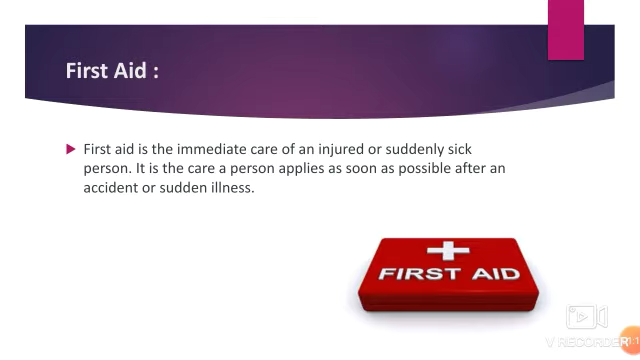 First Aid :
First aid is the immediate care of an injured or suddenly sick
person. It is the care a person applies as soon as possible after an
accident or sudden illness.
FIRST AID
V RECORDER